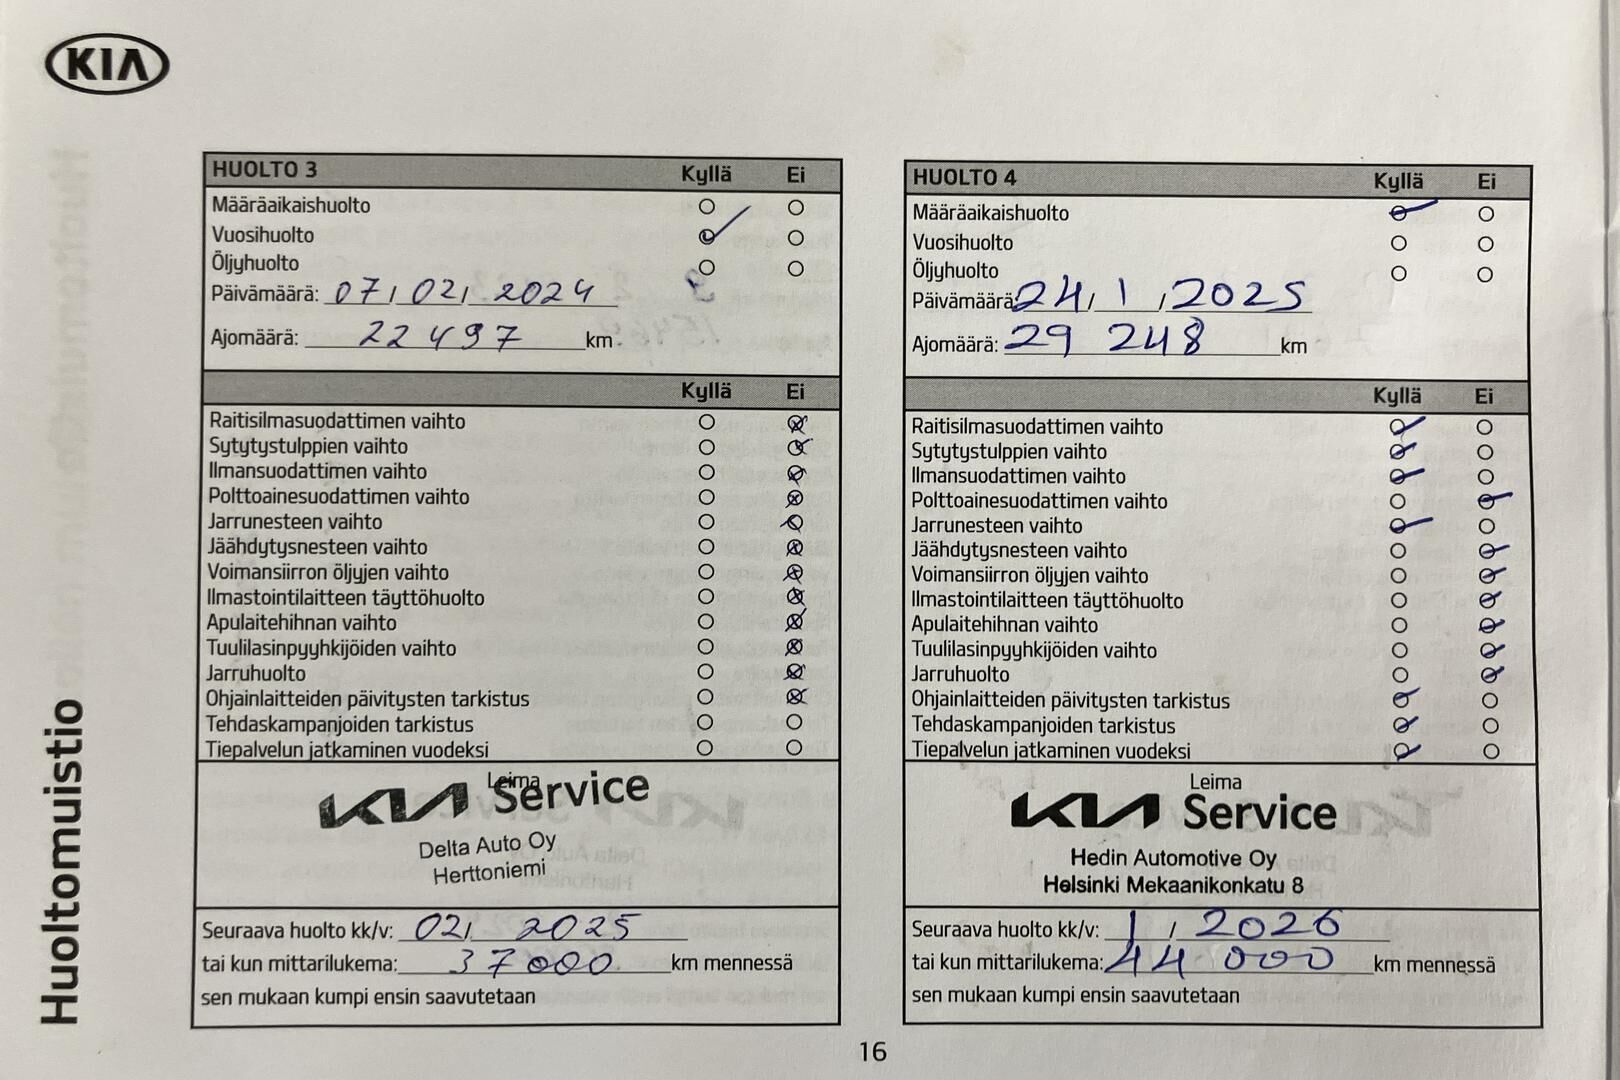 KIA
Huoltomuistio
HUOLTO 3 Kyllä Ei
Määräaikaishuolto
Vuosihuolto
Öljyhuolto
Päivämäärä: 07/02/2024
Ajomäärä: 22 497 km
Kyllä Ei
Raitisilmasuodattimen vaihto
Sytytystulppien vaihto
Ilmansuodattimen vaihto
Polttoainesuodattimen vaihto
Jarrunesteen vaihto
Jäähdytysnesteen vaihto
Voimansiirron öljyjen vaihto
Ilmastointilaitteen täyttöhuolto
Apulaitehihnan vaihto
Tuulilasinpyyhkijöiden vaihto
Jarruhuolto
Ohjainlaitteiden päivitysten tarkistus
Tehdaskampanjoiden tarkistus
Tiepalvelun jatkaminen vuodeksi
Leima
KIA Service
Delta Auto Oy
Herttoniemi
Seuraava huolto kk/v: 02/ 2025
tai kun mittarilukema: 37000 km mennessä
sen mukaan kumpi ensin saavutetaan
HUOLTO 4 Kyllä Ei
Määräaikaishuolto
Vuosihuolto
Öljyhuolto
Päivämäärä: 24/1/2025
Ajomäärä: 29 248 km
Kyllä Ei
Raitisilmasuodattimen vaihto
Sytytystulppien vaihto
Ilmansuodattimen vaihto
Polttoainesuodattimen vaihto
Jarrunesteen vaihto
Jäähdytysnesteen vaihto
Voimansiirron öljyjen vaihto
Ilmastointilaitteen täyttöhuolto
Apulaitehihnan vaihto
Tuulilasinpyyhkijöiden vaihto
Jarruhuolto
Ohjainlaitteiden päivitysten tarkistus
Tehdaskampanjoiden tarkistus
Tiepalvelun jatkaminen vuodeksi
Leima
KIA Service
Hedin Automotive Oy
Helsinki Mekaanikonkatu 8
Seuraava huolto kk/v: 1 / 2026
tai kun mittarilukema: 44 000 km mennessä
sen mukaan kumpi ensin saavutetaan
16